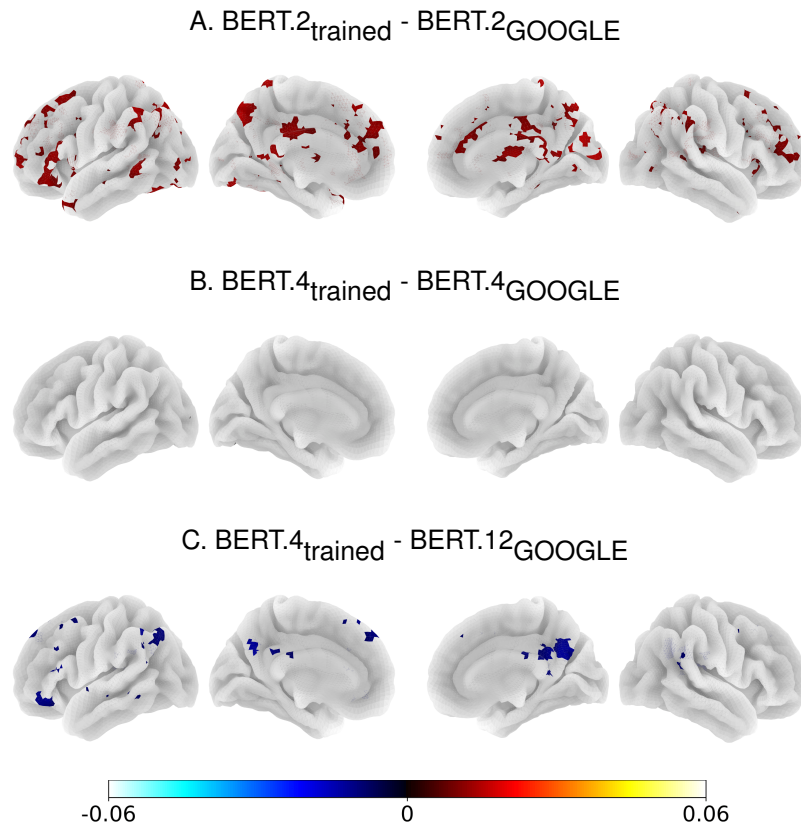 A. BERT.2trained - BERT.2GOOGLE
B. BERT.4trained - BERT.4GOOGLE
C. BERT.4trained - BERT.12GOOGLE
-0.06 0 0.06